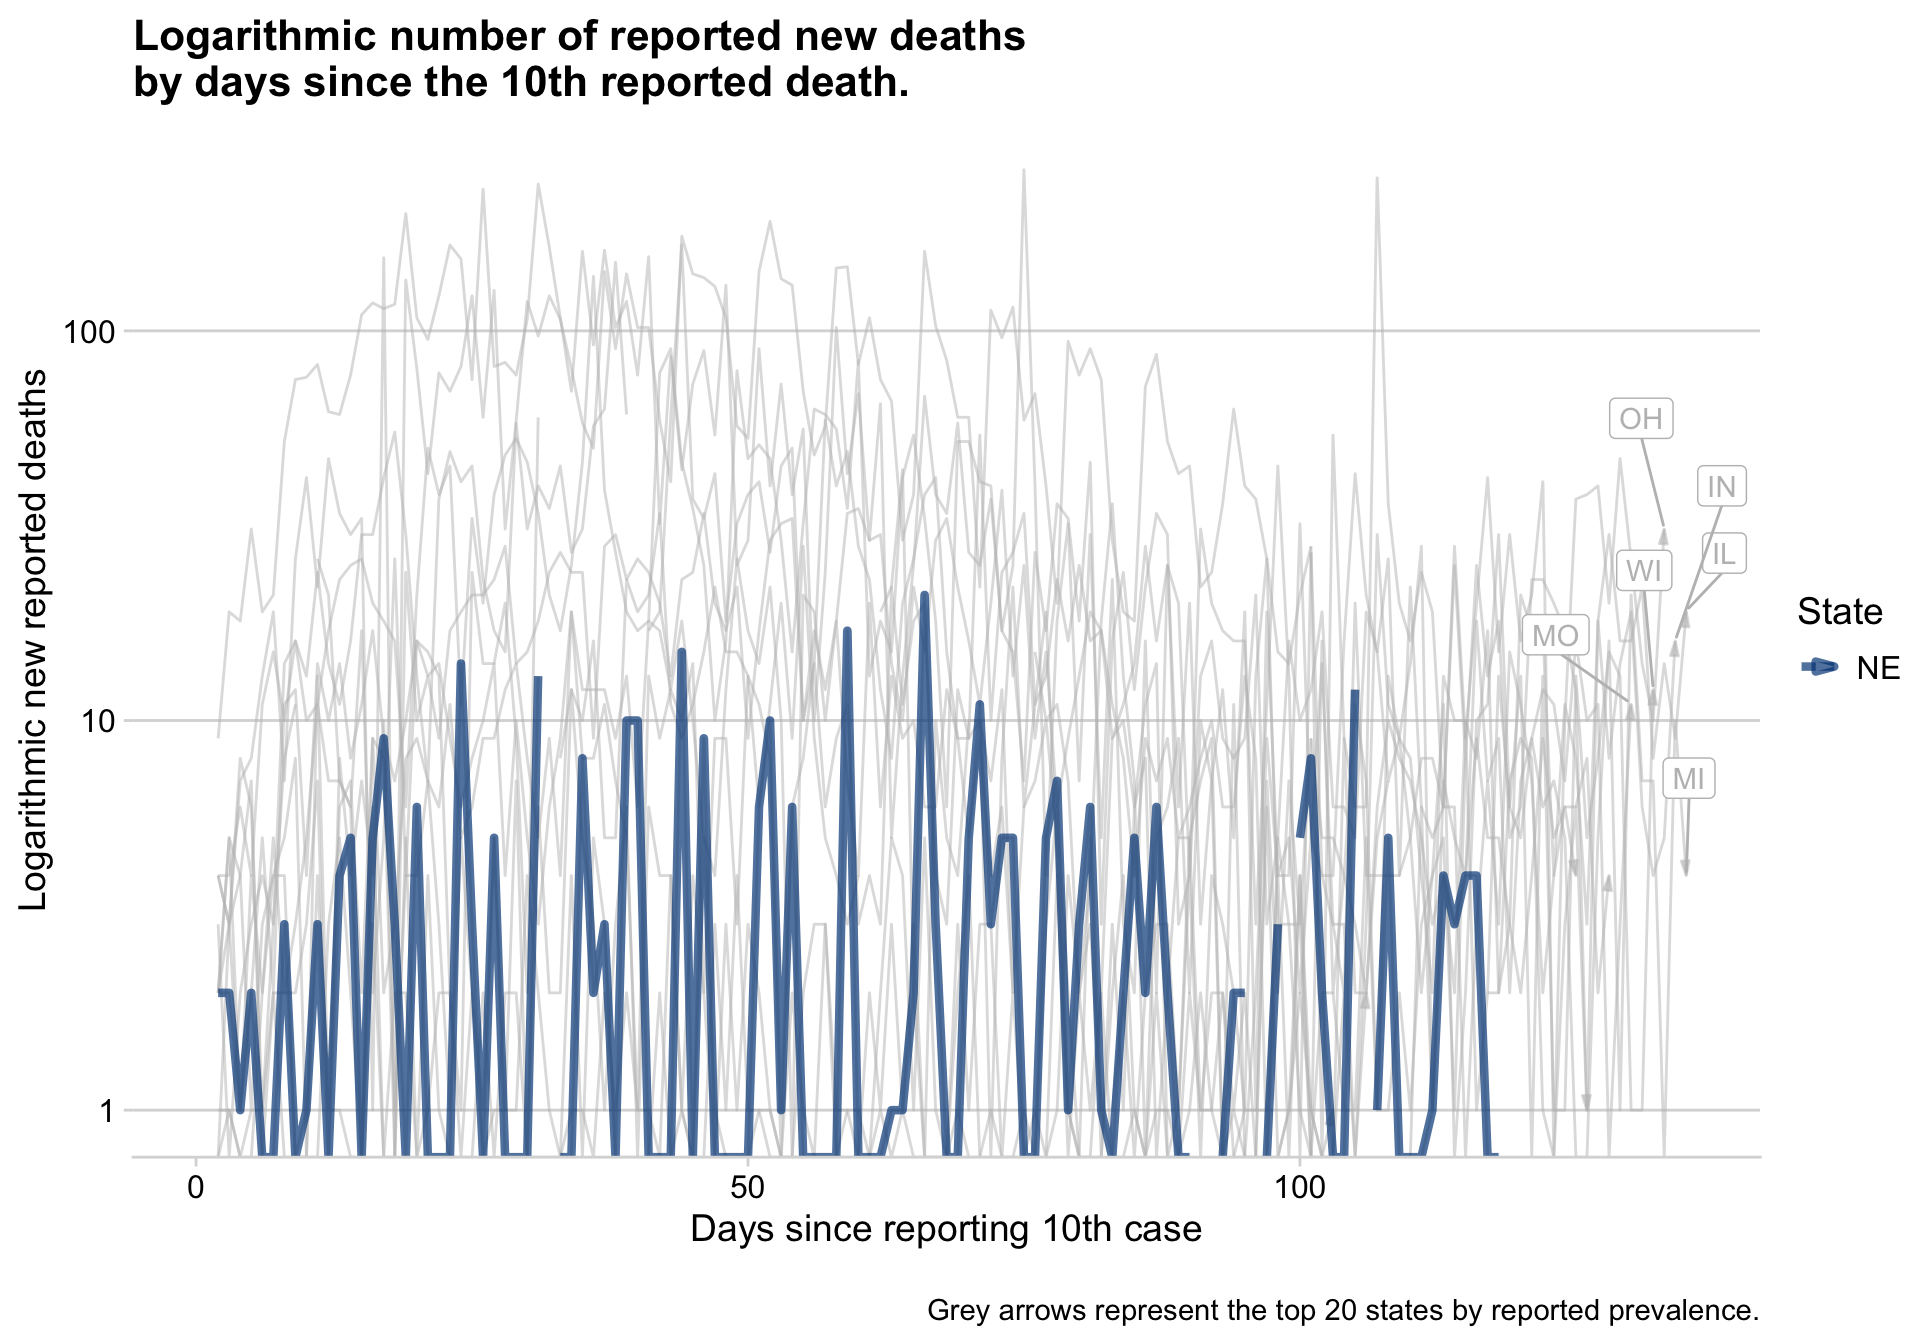 Logarithmic number of reported new deaths
by days since the 10th reported death.
Logarithmic new reported deaths
100
10
1
OH
IN
IL
WI
MO
MI
State
NE
0
50
100
Days since reporting 10th case
Grey arrows represent the top 20 states by reported prevalence.